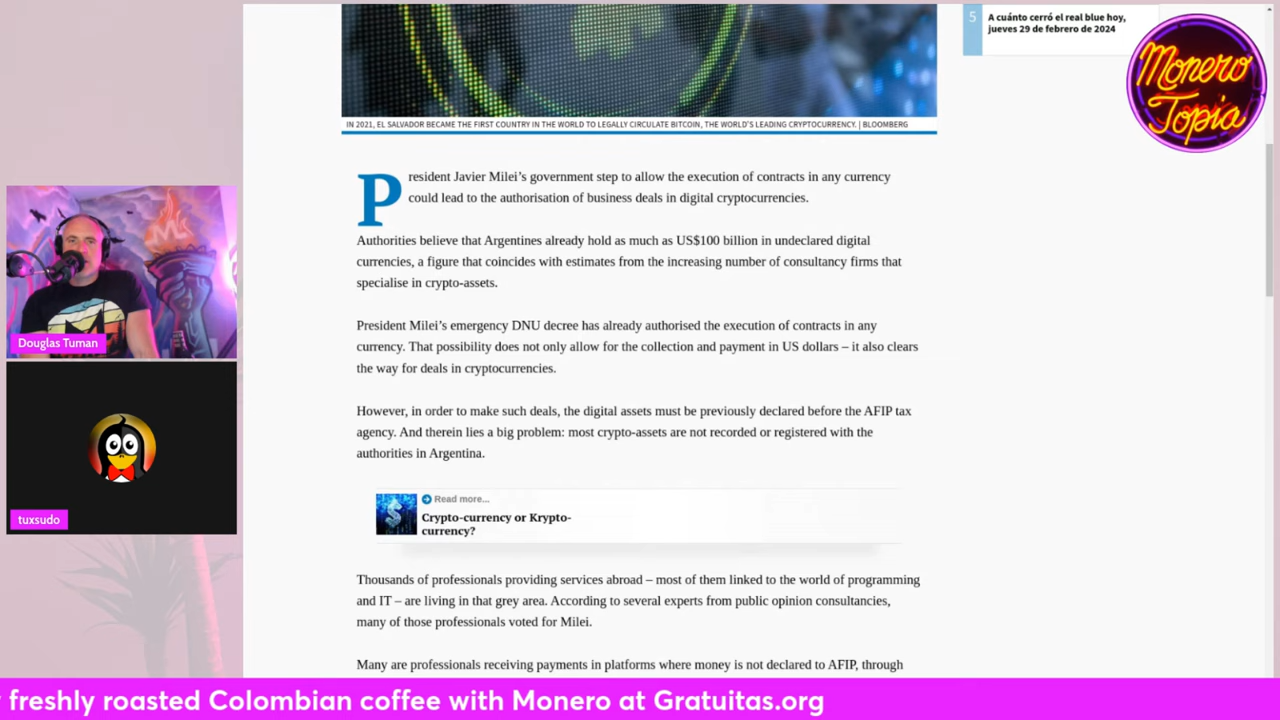 5
A cuánto cerró el real blue hoy,
jueves 29 de febrero de 2024
Monero
Topia
IN 2021, EL SALVADOR BECAME THE FIRST COUNTRY IN THE WORLD TO LEGALLY CIRCULATE BITCOIN, THE WORLD'S LEADING CRYPTOCURRENCY. | BLOOMBERG
President Javier Milei’s government step to allow the execution of contracts in any currency
could lead to the authorisation of business deals in digital cryptocurrencies.
Authorities believe that Argentines already hold as much as US$100 billion in undeclared digital
currencies, a figure that coincides with estimates from the increasing number of consultancy firms that
specialise in crypto-assets.
President Milei’s emergency DNU decree has already authorised the execution of contracts in any
currency. That possibility does not only allow for the collection and payment in US dollars – it also clears
the way for deals in cryptocurrencies.
However, in order to make such deals, the digital assets must be previously declared before the AFIP tax
agency. And therein lies a big problem: most crypto-assets are not recorded or registered with the
authorities in Argentina.
Read more...
Crypto-currency or Krypto-
currency?
Thousands of professionals providing services abroad – most of them linked to the world of programming
and IT – are living in that grey area. According to several experts from public opinion consultancies,
many of those professionals voted for Milei.
Many are professionals receiving payments in platforms where money is not declared to AFIP, through
Douglas Tuman
tuxsudo
freshly roasted Colombian coffee with Monero at Gratuitas.org